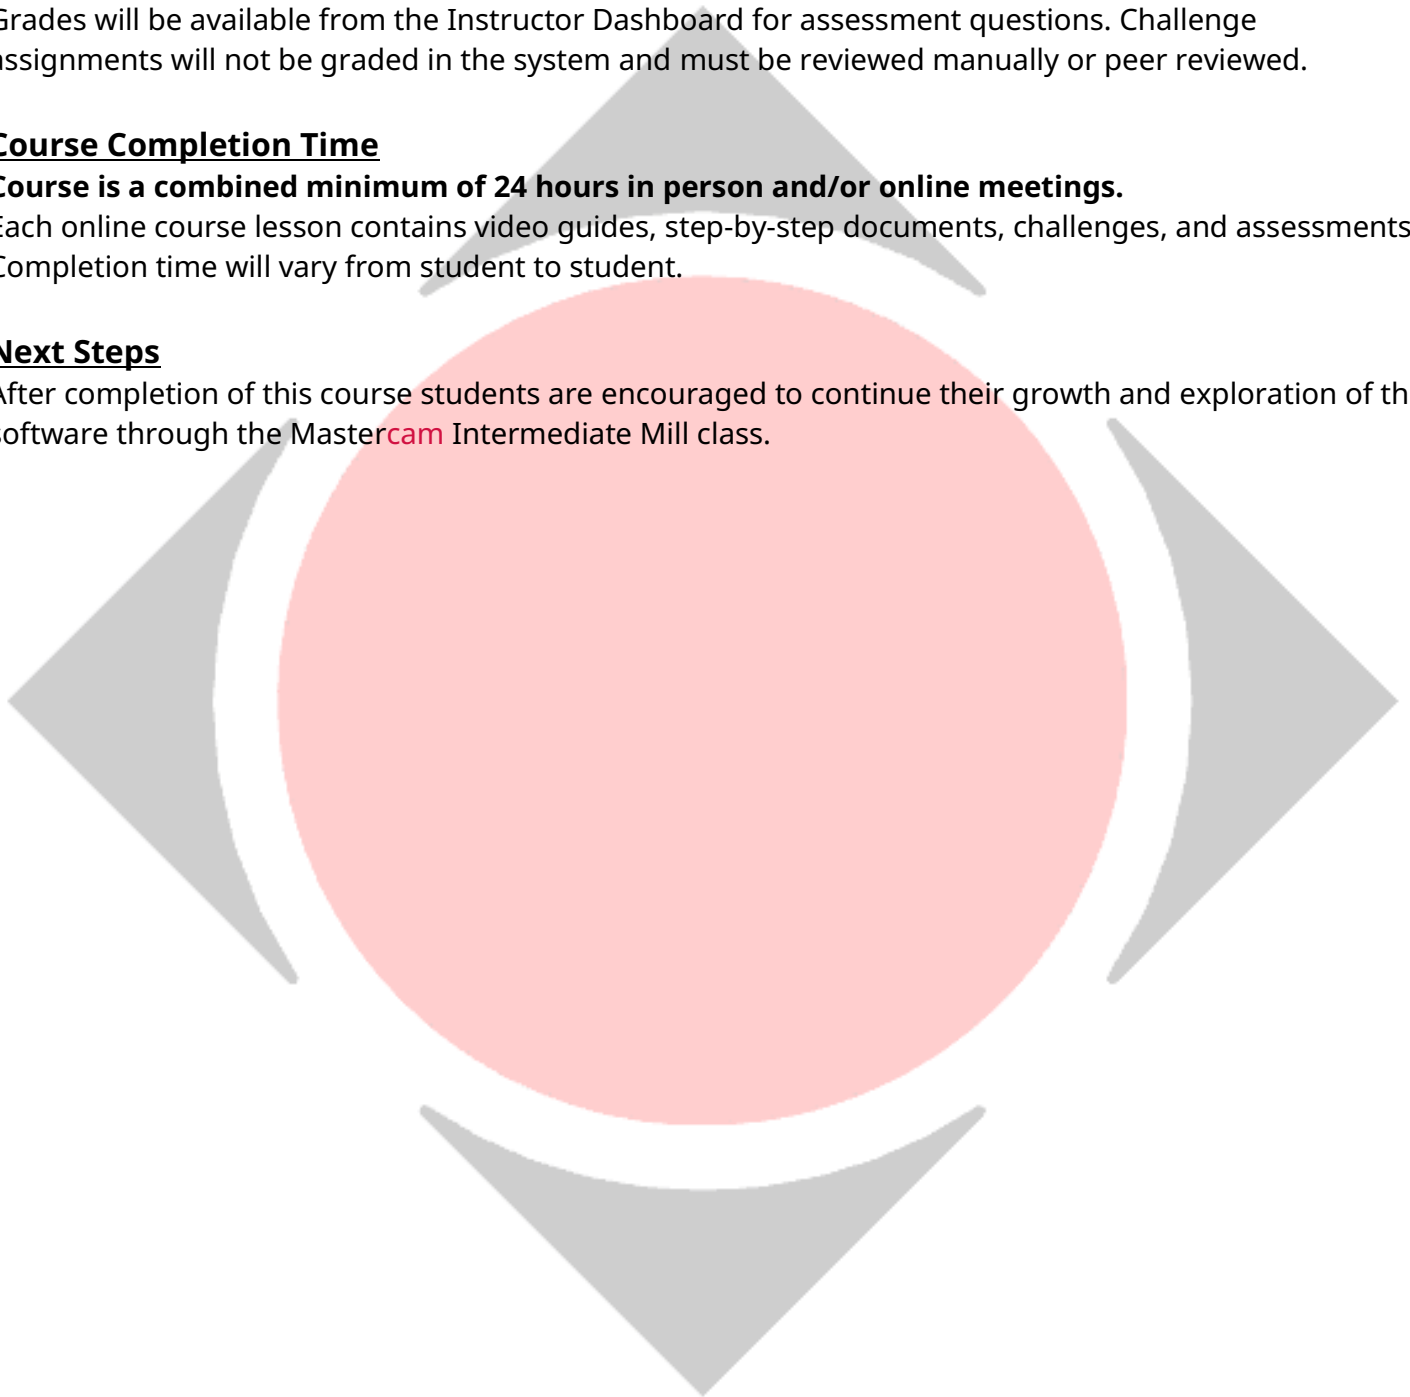 Grades will be available from the Instructor Dashboard for assessment questions. Challenge
assignments will not be graded in the system and must be reviewed manually or peer reviewed.
Course Completion Time
Course is a combined minimum of 24 hours in person and/or online meetings.
Each online course lesson contains video guides, step-by-step documents, challenges, and assessments
Completion time will vary from student to student.
Next Steps
After completion of this course students are encouraged to continue their growth and exploration of th
software through the Mastercam Intermediate Mill class.